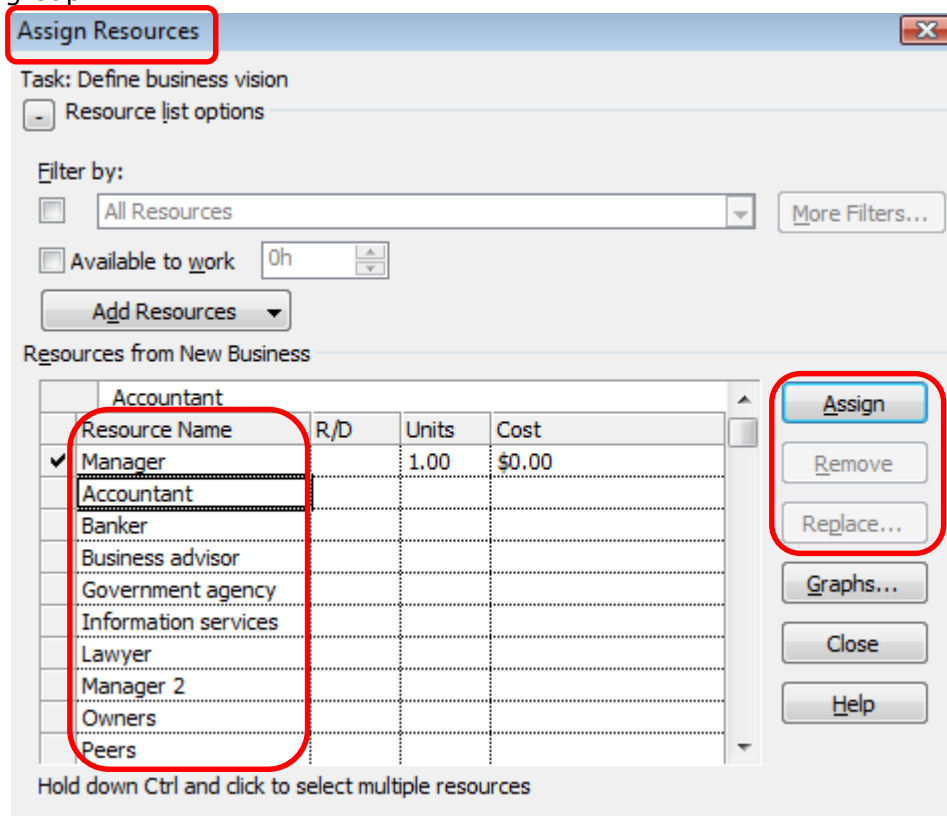 Assign Resources
Task: Define business vision
- Resource list options
Filter by:
All Resources More Filters...
Available to work 0h
Add Resources
Resources from New Business
Accountant Assign
Resource Name R/D Units Cost
Manager 1.00 $0.00 Remove
Accountant
Banker Replace...
Business advisor
Government agency Graphs...
Information services
Lawyer Close
Manager 2
Owners Help
Peers
Hold down Ctrl and click to select multiple resources